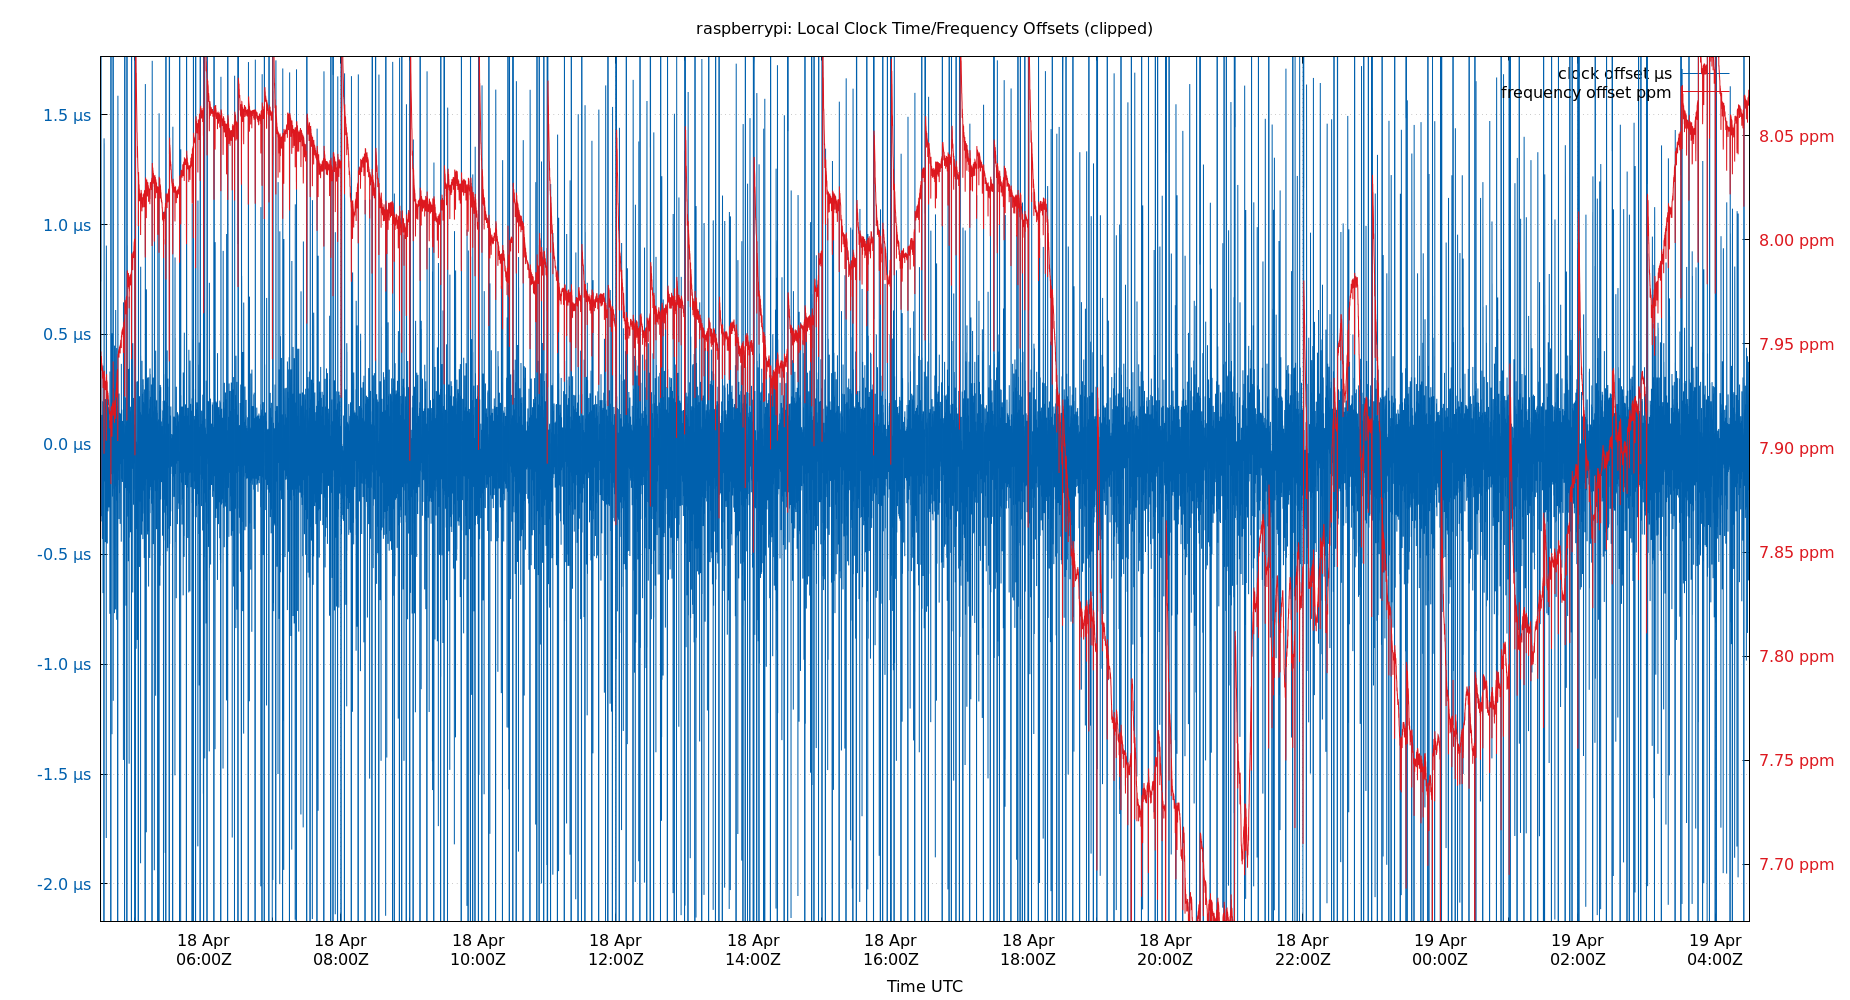 raspberrypi: Local Clock Time/Frequency Offsets (clipped)
clock offset µs
frequency offset ppm
1.5 µs
1.0 µs
0.5 µs
0.0 µs
-0.5 µs
-1.0 µs
-1.5 µs
-2.0 µs
8.05 ppm
8.00 ppm
7.95 ppm
7.90 ppm
7.85 ppm
7.80 ppm
7.75 ppm
7.70 ppm
18 Apr 18 Apr 18 Apr 18 Apr 18 Apr 18 Apr 18 Apr 18 Apr 18 Apr 19 Apr 19 Apr 19 Apr
06:00Z 08:00Z 10:00Z 12:00Z 14:00Z 16:00Z 18:00Z 20:00Z 22:00Z 00:00Z 02:00Z 04:00Z
Time UTC